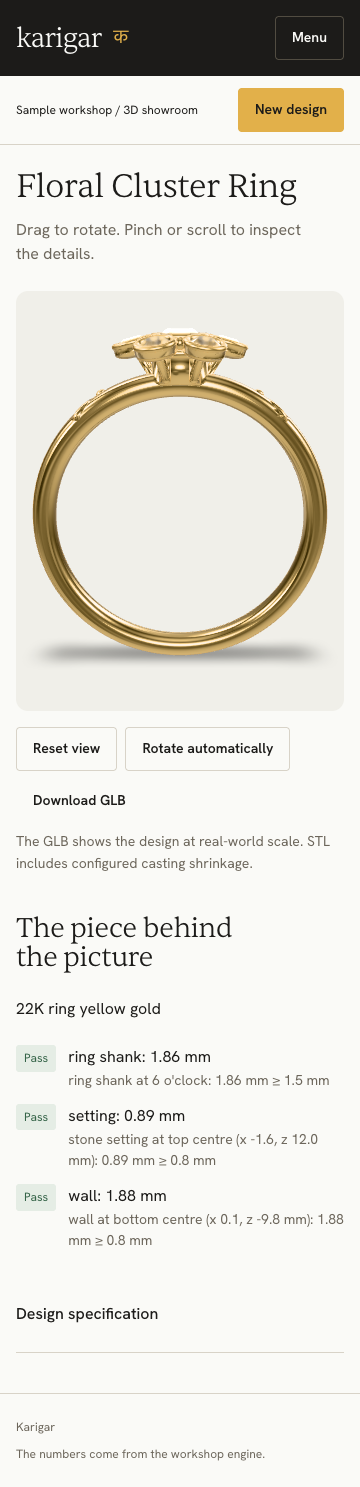 karigar क
Menu
Sample workshop / 3D showroom
New design
Floral Cluster Ring
Drag to rotate. Pinch or scroll to inspect
the details.
Reset view
Rotate automatically
Download GLB
The GLB shows the design at real-world scale. STL
includes configured casting shrinkage.
The piece behind
the picture
22K ring yellow gold
Pass
ring shank: 1.86 mm
ring shank at 6 o'clock: 1.86 mm ≥ 1.5 mm
Pass
setting: 0.89 mm
stone setting at top centre (x -1.6, z 12.0
mm): 0.89 mm ≥ 0.8 mm
Pass
wall: 1.88 mm
wall at bottom centre (x 0.1, z -9.8 mm): 1.88
mm ≥ 0.8 mm
Design specification
Karigar
The numbers come from the workshop engine.